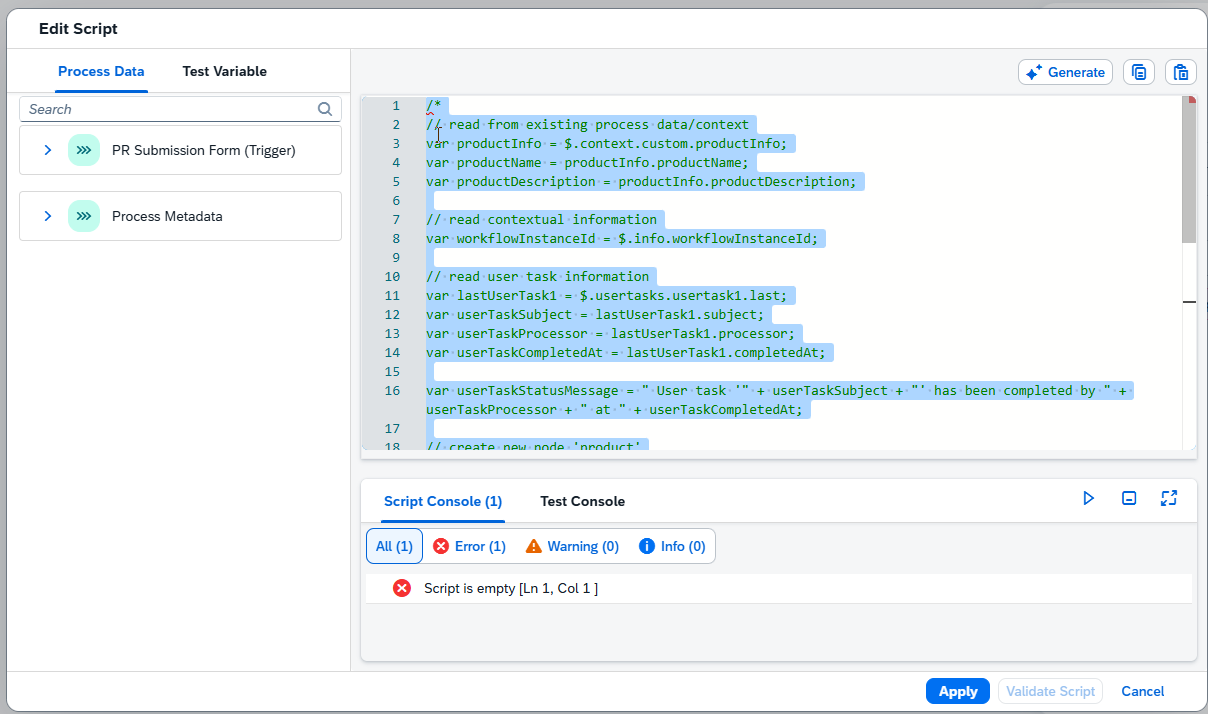 Edit Script
Process Data
Test Variable
Search
PR Submission Form (Trigger)
Process Metadata
Generate
1 /*
2 // read from existing process data/context
3 var productInfo = $.context.custom.productInfo;
4 var productName = productInfo.productName;
5 var productDescription = productInfo.productDescription;
6
7 // read contextual information
8 var workflowInstanceId = $.info.workflowInstanceId;
9
10 // read user task information
11 var lastUserTask1 = $.usertasks.usertask1.last;
12 var userTaskSubject = lastUserTask1.subject;
13 var userTaskProcessor = lastUserTask1.processor;
14 var userTaskCompletedAt = lastUserTask1.completedAt;
15
16 var userTaskStatusMessage = " User task '" + userTaskSubject + "' has been completed by " +
userTaskProcessor + " at " + userTaskCompletedAt;
17
18 // create new node 'product'
Script Console (1)
Test Console
All (1)
Error (1)
Warning (0)
Info (0)
Script is empty [Ln 1, Col 1 ]
Apply
Validate Script
Cancel